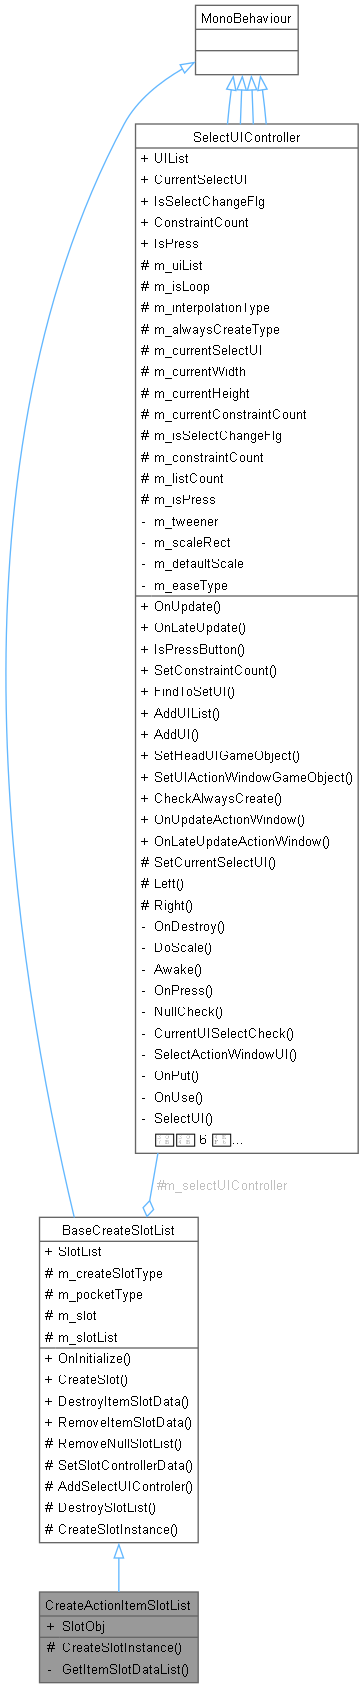 MonoBehaviour
SelectUIController
+ UIList
+ CurrentSelectUI
+ IsSelectChangeFlg
+ ConstraintCount
+ IsPress
# m_uiList
# m_isLoop
# m_interpolationType
# m_alwaysCreateType
# m_currentSelectUI
# m_currentWidth
# m_currentHeight
# m_currentConstraintCount
# m_isSelectChangeFlg
# m_constraintCount
# m_listCount
# m_isPress
- m_tweener
- m_scaleRect
- m_defaultScale
- m_easeType
+ OnUpdate()
+ OnLateUpdate()
+ IsPressButton()
+ SetConstraintCount()
+ FindToSetUI()
+ AddUIList()
+ AddUI()
+ SetHeadUIGameObject()
+ SetUIActionWindowGameObject()
+ CheckAlwaysCreate()
+ OnUpdateActionWindow()
+ OnLateUpdateActionWindow()
# SetCurrentSelectUI()
# Left()
# Right()
- OnDestroy()
- DoScale()
- Awake()
- OnPress()
- NullCheck()
- CurrentUISelectCheck()
- SelectActionWindowUI()
- OnPut()
- OnUse()
- SelectUI()
6 ...
#m_selectUIController
BaseCreateSlotList
+ SlotList
# m_createSlotType
# m_pocketType
# m_slot
# m_slotList
+ OnInitialize()
+ CreateSlot()
+ DestroyItemSlotData()
+ RemoveItemSlotData()
# RemoveNullSlotList()
# SetSlotControllerData()
# AddSelectUIControler()
# DestroySlotList()
# CreateSlotInstance()
CreateActionItemSlotList
+ SlotObj
# CreateSlotInstance()
- GetItemSlotDataList()